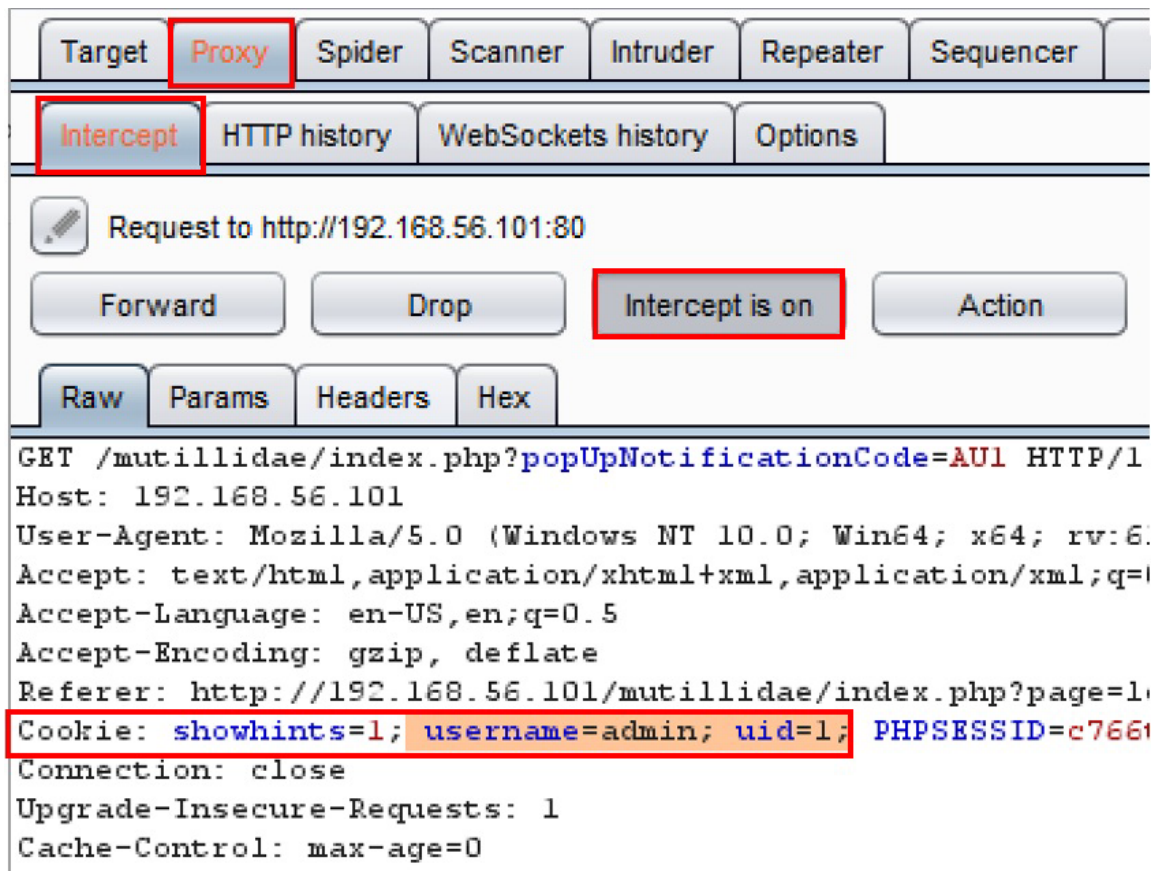 Target Proxy Spider Scanner Intruder Repeater Sequencer
Intercept HTTP history WebSockets history Options
Request to http://192.168.56.101:80
Forward Drop Intercept is on Action
Raw Params Headers Hex
GET /mutillidae/index.php?popUpNotificationCode=AU1 HTTP/1
Host: 192.168.56.101
User-Agent: Mozilla/5.0 (Windows NT 10.0; Win64; x64; rv:6
Accept: text/html,application/xhtml+xml,application/xml;q=
Accept-Language: en-US,en;q=0.5
Accept-Encoding: gzip, deflate
Referer: http://192.168.56.101/mutillidae/index.php?page=l
Cookie: showhints=1; username=admin; uid=1; PHPSESSID=c766
Connection: close
Upgrade-Insecure-Requests: 1
Cache-Control: max-age=0